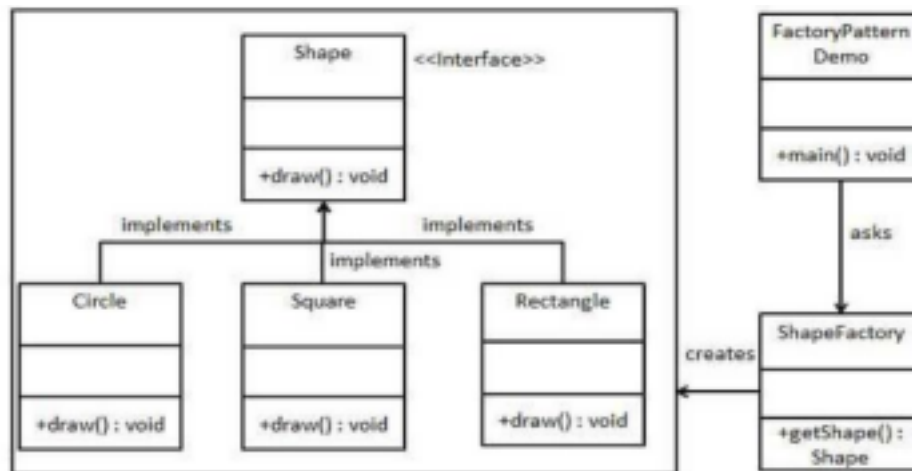 Shape
<<Interface>>
+draw() : void
implements
implements
implements
Circle
+draw() : void
Square
+draw() : void
Rectangle
+draw() : void
FactoryPattern
Demo
+main() : void
asks
ShapeFactory
+getShape() :
Shape
creates